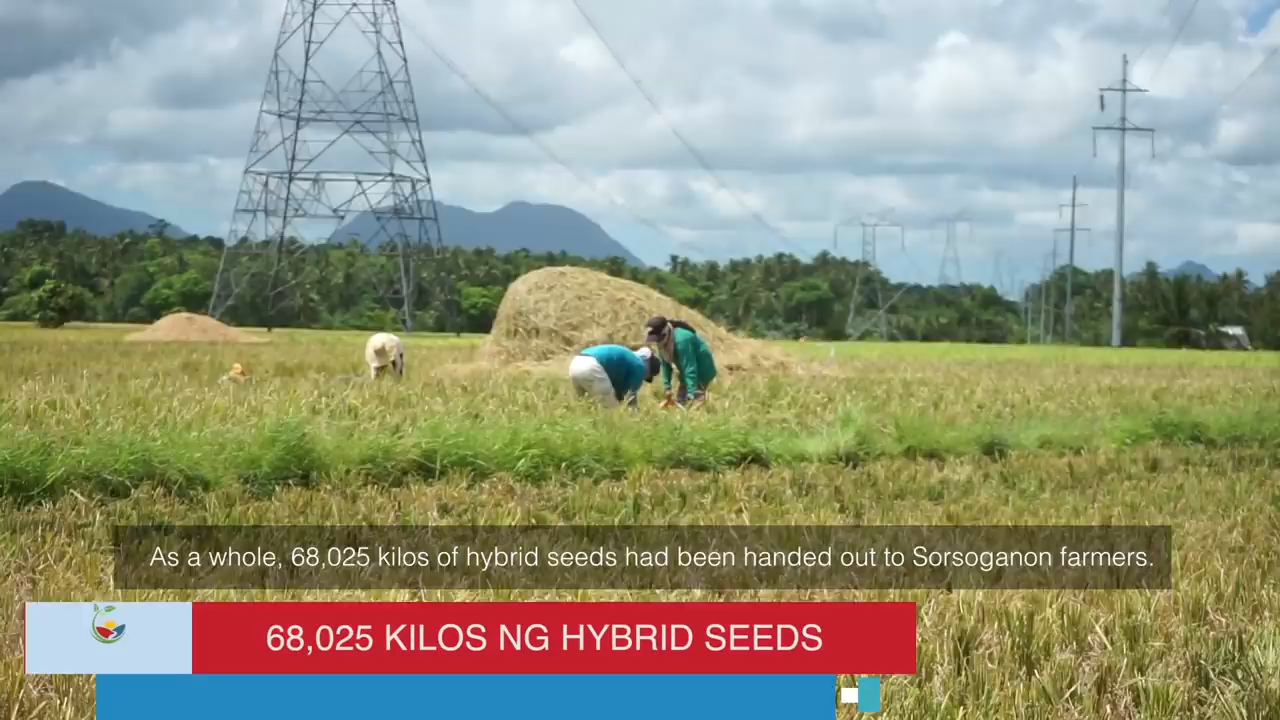 As a whole, 68,025 kilos of hybrid seeds had been handed out to Sorsoganon farmers.
68,025 KILOS NG HYBRID SEEDS